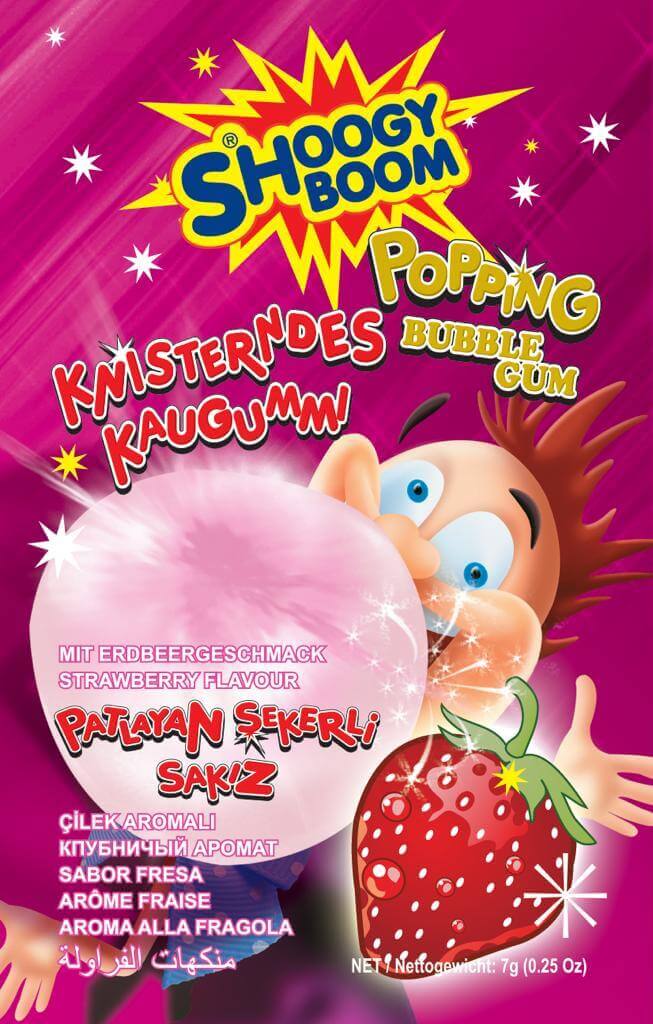 SHOOGY
BOOM
®
POPPING
BUBBLE
GUM
KNISTERNDES
KAUGUMMI
MIT ERDBEERGESCHMACK
STRAWBERRY FLAVOUR
PATLAYAN ŞEKERLİ
SAKIZ
ÇİLEK AROMALI
КПУБНИЧЫЙ АРОМАТ
SABOR FRESA
ARÔME FRAISE
AROMA ALLA FRAGOLA
منكهات الفراولة
NET / Nettogewicht: 7g (0.25 Oz)